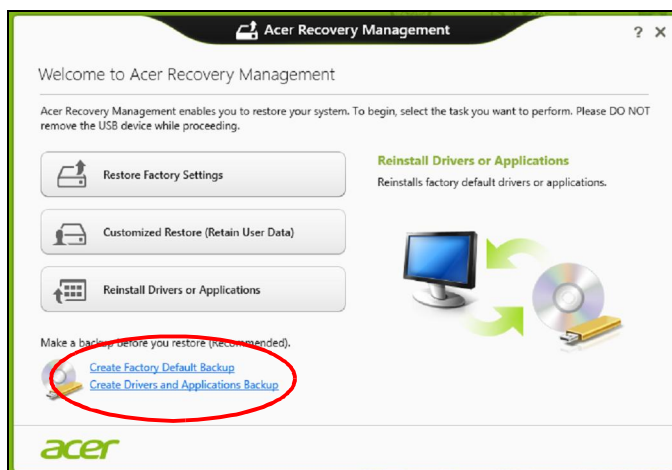 Acer Recovery Management
? X
Welcome to Acer Recovery Management
Acer Recovery Management enables you to restore your system. To begin, select the task you want to perform. Please DO NOT
remove the USB device while proceeding.
Restore Factory Settings
Customized Restore (Retain User Data)
Reinstall Drivers or Applications
Reinstall Drivers or Applications
Reinstalls factory default drivers or applications.
Make a backup before you restore (Recommended).
Create Factory Default Backup
Create Drivers and Applications Backup
acer